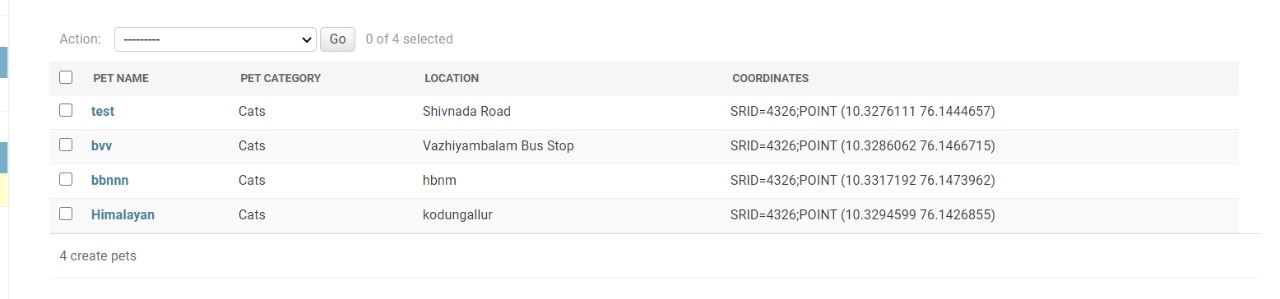 Action: --------- Go 0 of 4 selected
PET NAME PET CATEGORY LOCATION COORDINATES
test Cats Shivnada Road SRID=4326;POINT (10.3276111 76.1444657)
bvv Cats Vazhiyambalam Bus Stop SRID=4326;POINT (10.3286062 76.1466715)
bbnnn Cats hbnm SRID=4326;POINT (10.3317192 76.1473962)
Himalayan Cats kodungallur SRID=4326;POINT (10.3294599 76.1426855)
4 create pets